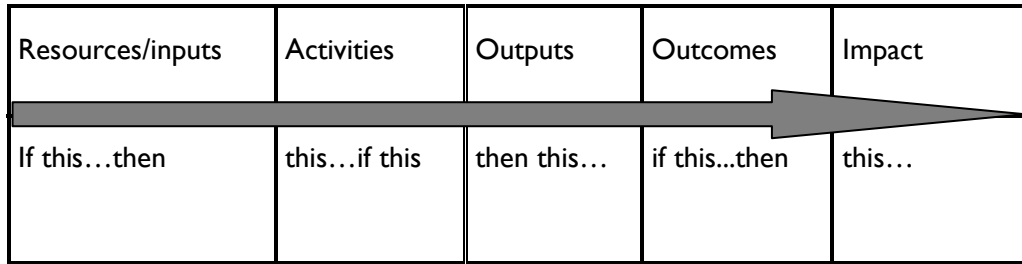 Resources/inputs Activities Outputs Outcomes Impact
If this…then this…if this then this… if this...then this…